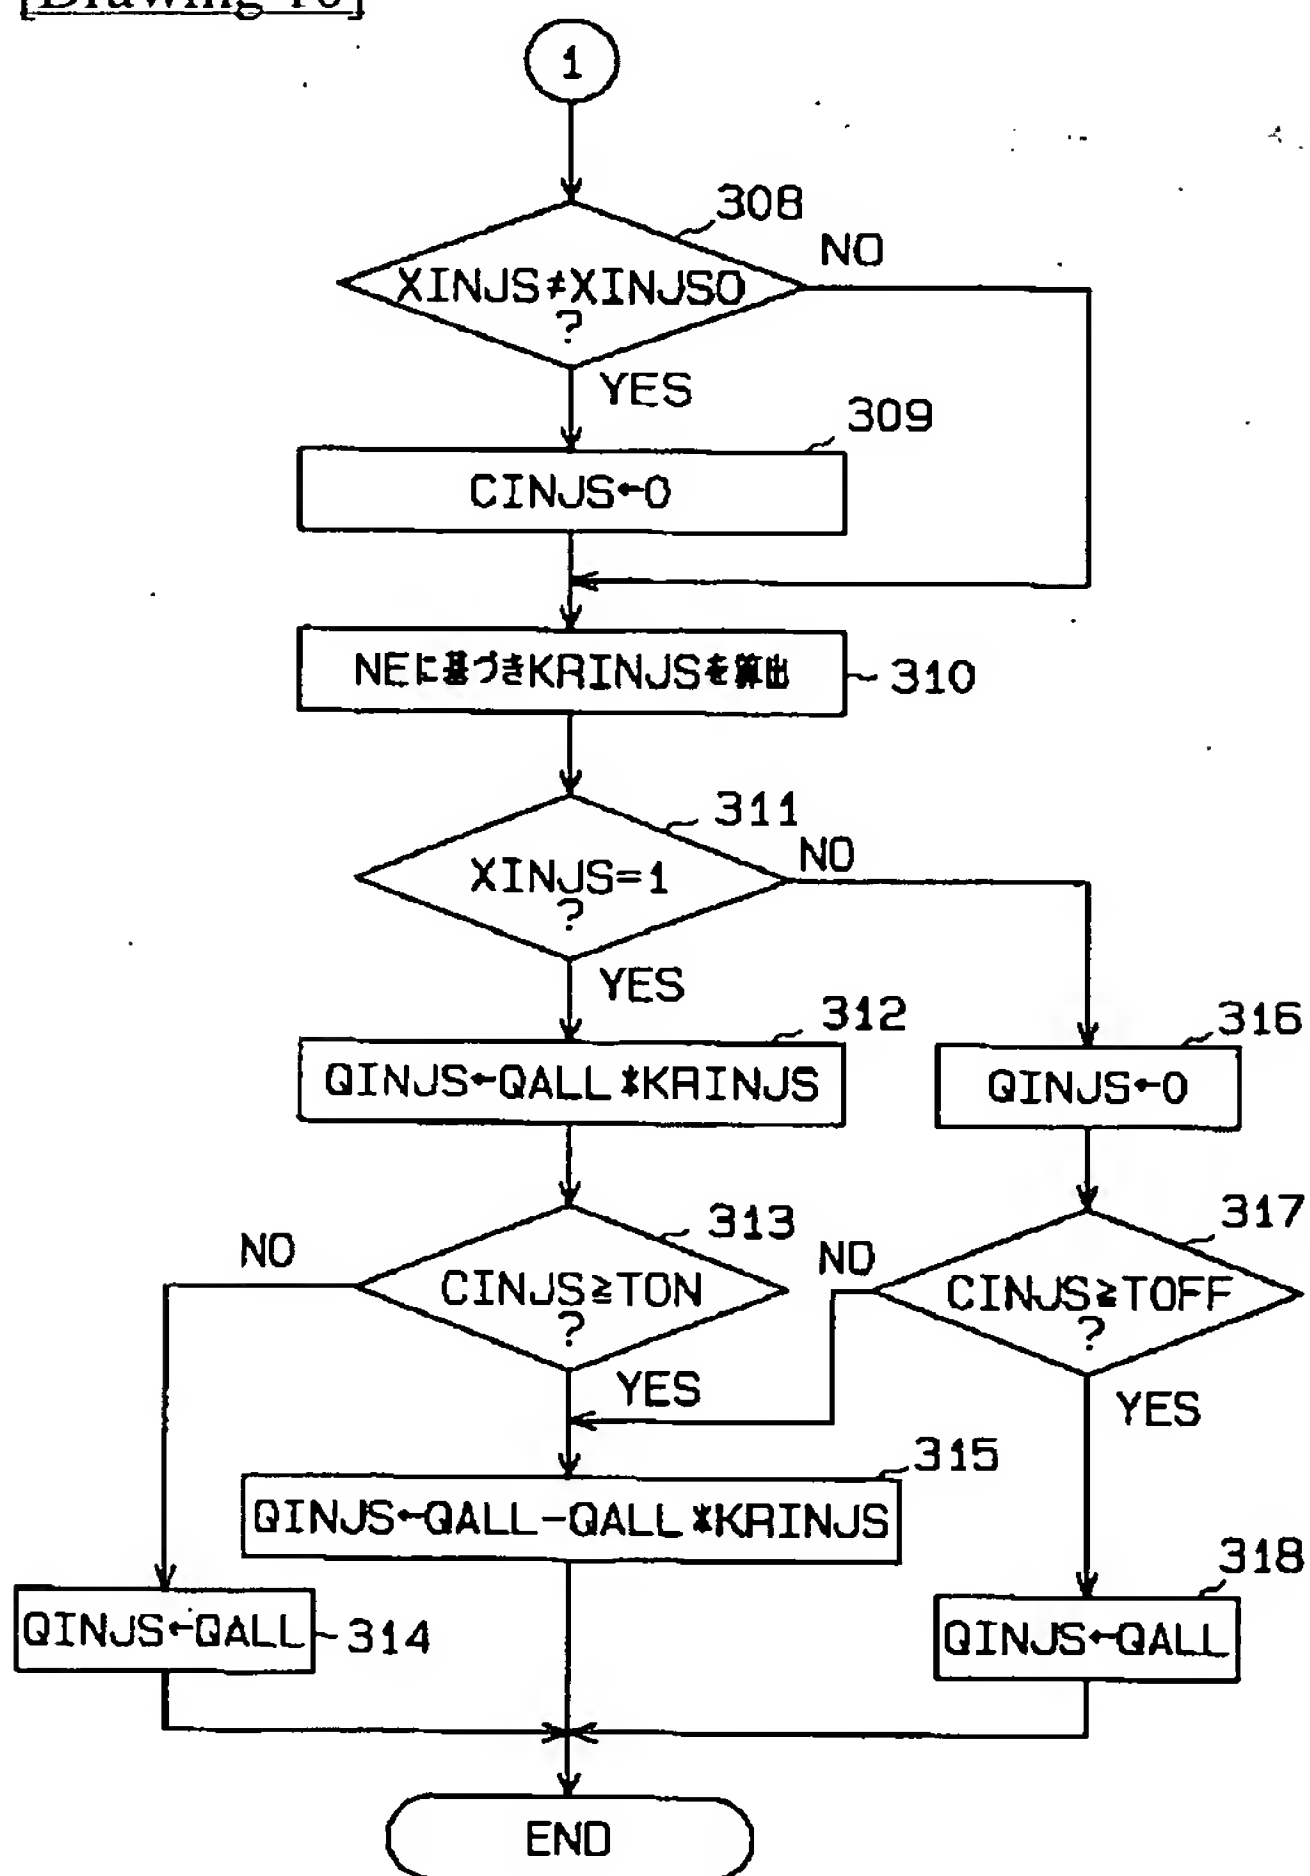 [Drawing 10]
1
308
XINJS≠XINJSO
?
NO
YES
309
CINJS←0
NEに基づきKRINJSを算出
310
311
XINJS=1
?
NO
YES
312
QINJS←QALL*KRINJS
316
QINJS←0
313
NO
CINJS≧TON
?
YES
317
NO
CINJS≧TOFF
?
YES
315
QINJS←QALL-QALL*KRINJS
QINJS←QALL
314
318
QINJS←QALL
END